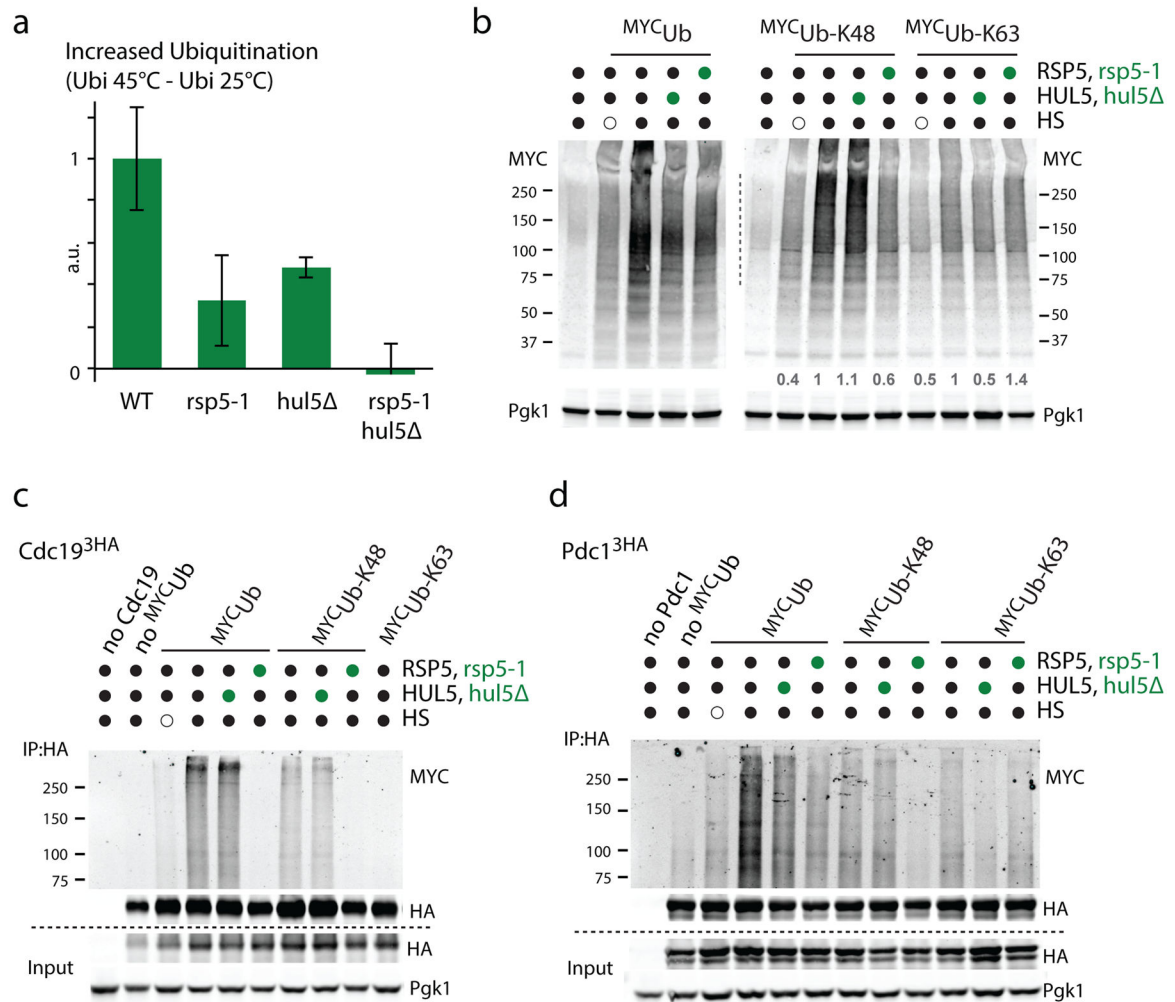 a
Increased Ubiquitination
(Ubi 45°C - Ubi 25°C)
1
a.u.
0
WT
rsp5-1
hul5Δ
rsp5-1
hul5Δ
b
MYCUb
MYCUb-K48
MYCUb-K63
RSP5, rsp5-1
HUL5, hul5Δ
HS
MYC
MYC
250
150
100
75
50
37
250
150
100
75
50
37
0.4 1 1.1 0.6 0.5 1 0.5 1.4
Pgk1
Pgk1
c
Cdc193HA
no Cdc19
no MYCUb
MYCUb
MYCUb-K48
MYCUb-K63
RSP5, rsp5-1
HUL5, hul5Δ
HS
IP:HA
MYC
250
150
100
75
HA
HA
Input
Pgk1
d
Pdc13HA
no Pdc1
no MYCUb
MYCUb
MYCUb-K48
MYCUb-K63
RSP5, rsp5-1
HUL5, hul5Δ
HS
IP:HA
MYC
250
150
100
75
HA
HA
Input
Pgk1